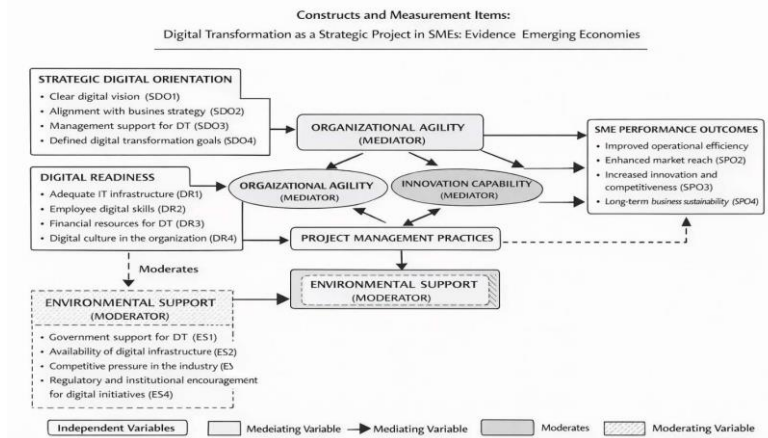 Constructs and Measurement Items:
Digital Transformation as a Strategic Project in SMEs: Evidence Emerging Economies
STRATEGIC DIGITAL ORIENTATION
• Clear digital vision (SDO1)
• Alignment with busines strategy (SDO2)
• Management support for DT (SDO3)
• Defined digital transformation goals (SDO4)
DIGITAL READINESS
• Adequate IT infrastructure (DR1)
• Employee digital skills (DR2)
• Financial resources for DT (DR3)
• Digital culture in the organization (DR4)
Moderates
ENVIRONMENTAL SUPPORT
(MODERATOR)
• Government support for DT (ES1)
• Availability of digital infrastructure (ES2)
• Competitive pressure in the industry (ES
• Regulatory and institutional encouragement
for digital initiatives (ES4)
ORGANIZATIONAL AGILITY
(MEDIATOR)
ORGAIZATIONAL AGILITY
(MEDIATOR)
INNOVATION CAPABILITY
(MEDIATOR)
PROJECT MANAGEMENT PRACTICES
ENVIRONMENTAL SUPPORT
(MODERATOR)
SME PERFORMANCE OUTCOMES
• Improved operational efficiency
• Enhanced market reach (SPO2)
• Increased innovation and
competitiveness (SPO3)
• Long-term business sustainability (SPO4)
Independent Variables
Medeiating Variable
Mediating Variable
Moderates
Moderating Variable